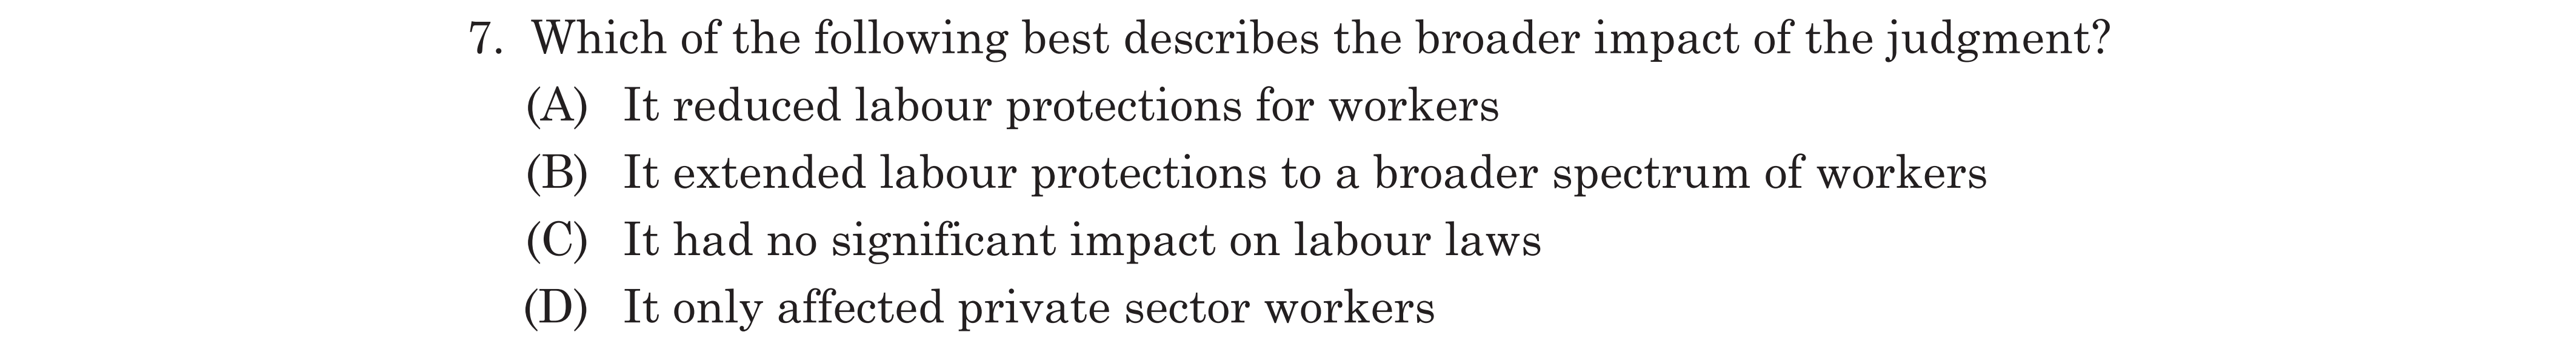 7. Which of the following best describes the broader impact of the judgment?
(A) It reduced labour protections for workers
(B) It extended labour protections to a broader spectrum of workers
(C) It had no significant impact on labour laws
(D) It only affected private sector workers